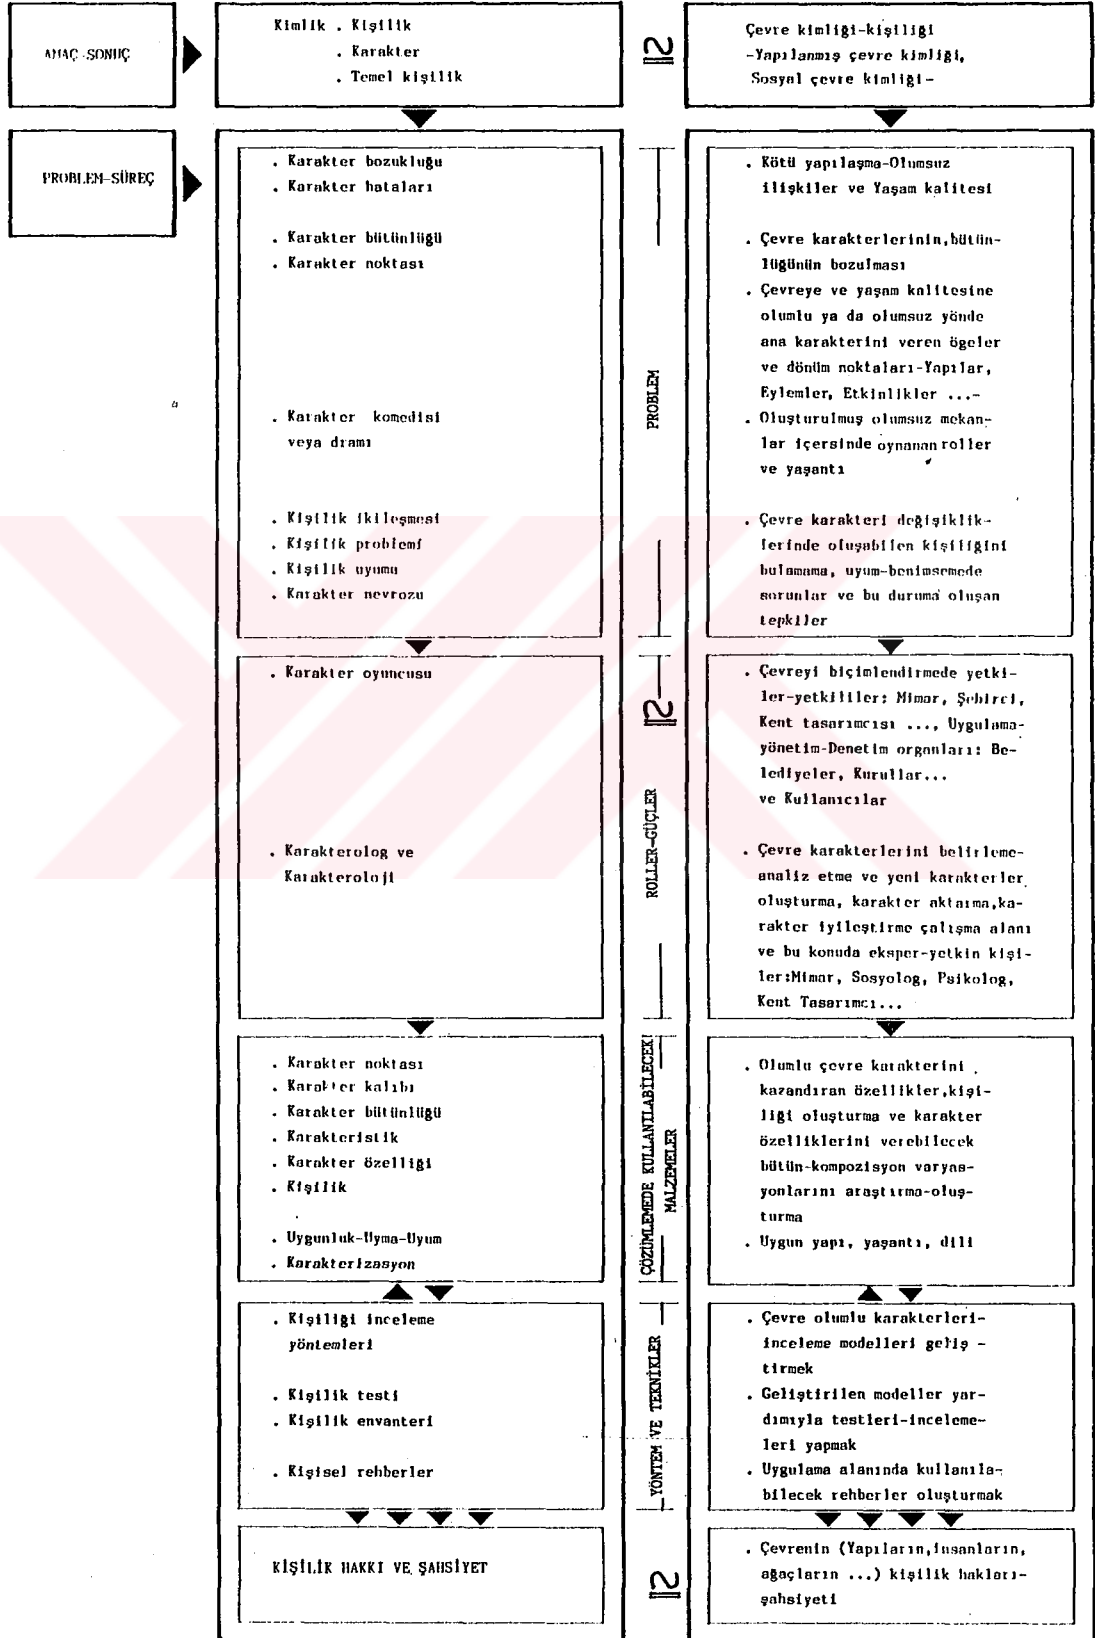 AMAÇ-SONUÇ
Kimlik . Kişilik
. Karakter
. Temel kişilik
Çevre kimliği-kişiliği
-Yapılanmış çevre kimliği,
Sosyal çevre kimliği-
PROBLEM-SÜREÇ
. Karakter bozukluğu
. Karakter hataları
. Karakter bütünlüğü
. Karakter noktası
. Karakter komedisi
veya dramı
. Kişilik ikileşmesi
. Kişilik problemi
. Kişilik uyumu
. Karakter nevrozu
PROBLEM
. Kötü yapılaşma-Olumsuz
ilişkiler ve Yaşam kalitesi
. Çevre karakterlerinin,bütün-
lüğünün bozulması
. Çevreye ve yaşam kalitesine
olumlu ya da olumsuz yönde
ana karakterini veren ögeler
ve dönüm noktaları-Yapılar,
Eylemler, Etkinlikler ...-
. Oluşturulmuş olumsuz mekan-
lar içersinde oynanan roller
ve yaşantı
. Çevre karakteri değişiklik-
lerinde oluşabilen kişiliğini
bulamama, uyum-benimsemede
sorunlar ve bu duruma oluşan
tepkiler
. Karakter oyuncusu
. Karakterolog ve
Karakteroloji
ROLLER-GÜÇLER
. Çevreyi biçimlendirmede yetki-
ler-yetkililer: Mimar, Şehirci,
Kent tasarımcısı ..., Uygulama-
yönetim-Denetim organları: Be-
lediyeler, Kurullar...
ve Kullanıcılar
. Çevre karakterlerini belirleme-
analiz etme ve yeni karakterler
oluşturma, karakter aktarma,ka-
rakter iyileştirme çalışma alanı
ve bu konuda eksper-yetkin kişi-
ler:Mimar, Sosyolog, Psikolog,
Kent Tasarımcı...
. Karakter noktası
. Karakter kalıbı
. Karakter bütünlüğü
. Karakteristik
. Karakter özelliği
. Kişilik
. Uygunluk-Uyma-Uyum
. Karakterizasyon
ÇÖZÜMLEMEDE KULLANILABİLECEK
MALZEMELER
. Olumlu çevre karakterini
kazandıran özellikler,kişi-
liği oluşturma ve karakter
özelliklerini verebilecek
bütün-kompozisyon varyas-
yonlarını araştırma-oluş-
turma
. Uygun yapı, yaşantı, dili
. Kişiliği inceleme
yöntemleri
. Kişilik testi
. Kişilik envanteri
. Kişisel rehberler
YÖNTEM VE TEKNİKLER
. Çevre olumlu karakterleri-
inceleme modelleri geliş -
tirmek
. Geliştirilen modeller yar-
dımıyla testleri-inceleme-
leri yapmak
. Uygulama alanında kullanıla-
bilecek rehberler oluşturmak
KİŞİLİK HAKKI VE ŞAHSİYET
. Çevrenin (Yapıların,insanların,
ağaçların ...) kişilik hakları-
şahsiyeti